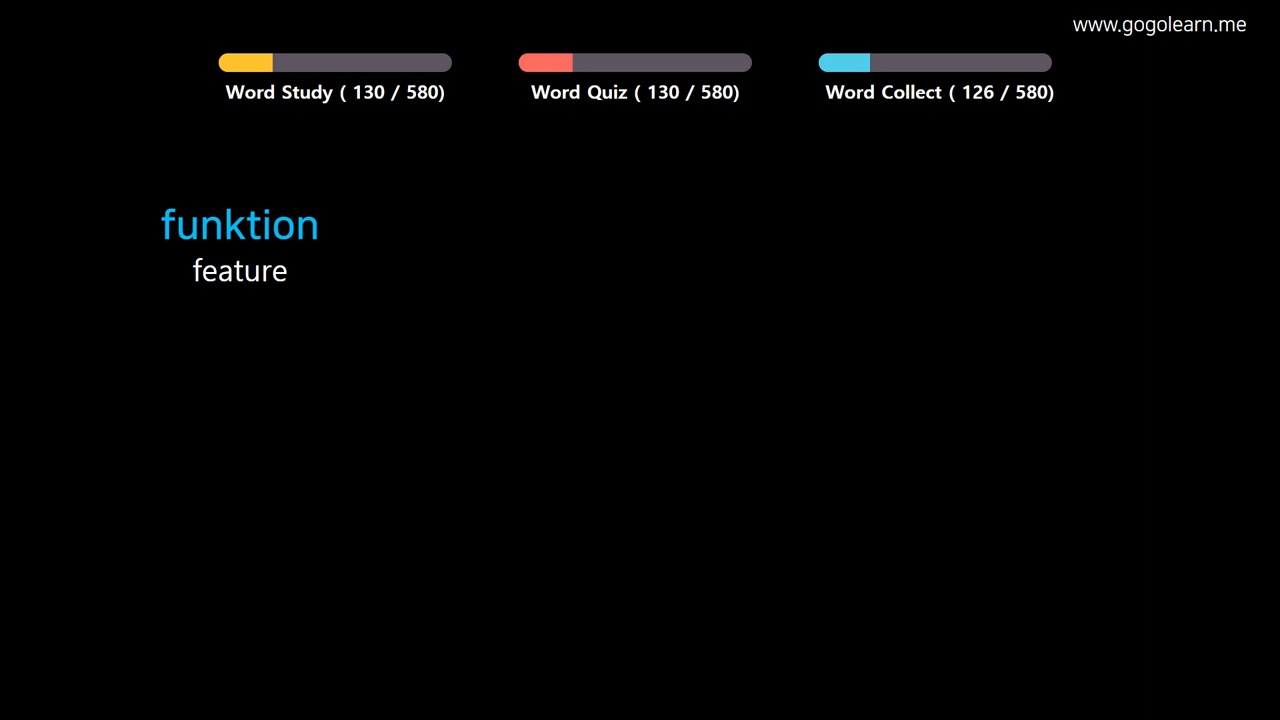 www.gogolearn.me
Word Study ( 130 / 580)
Word Quiz ( 130 / 580)
Word Collect ( 126 / 580)
funktion
feature